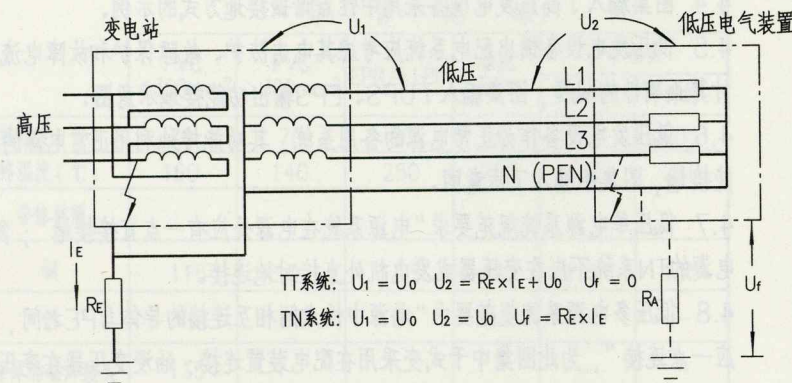 变电站
U₁
U₂
低压电气装置
高压
低压
L1
L2
L3
N (PEN)
IE
RE
TT系统: U₁ = U₀ U₂ = RE×IE+U₀ Uf = 0
TN系统: U₁ = U₀ U₂ = U₀ Uf = RE×IE
RA
Uf